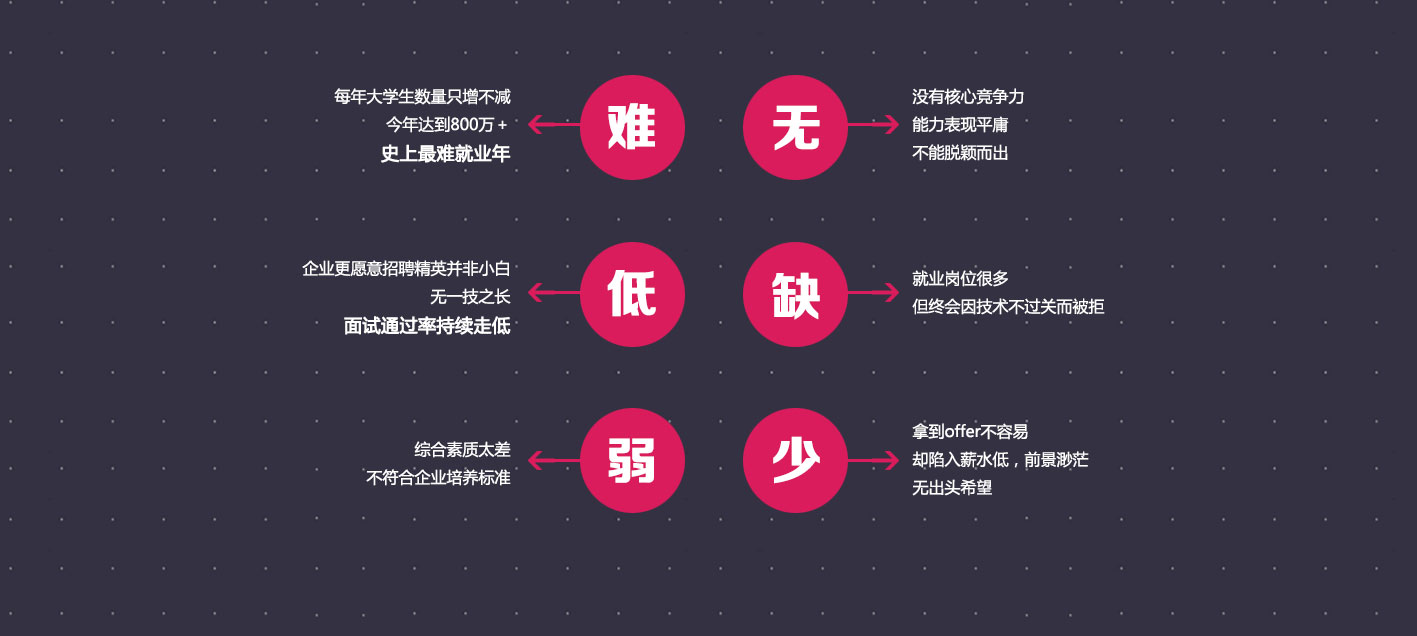 每年大学生数量只增不减
今年达到800万+
史上最难就业年
难
无
没有核心竞争力
能力表现平庸
不能脱颖而出
企业更愿意招聘精英并非小白
无一技之长
面试通过率持续走低
低
缺
就业岗位很多
但终会因技术不过关而被拒
综合素质太差
不符合企业培养标准
弱
少
拿到offer不容易
却陷入薪水低，前景渺茫
无出头希望